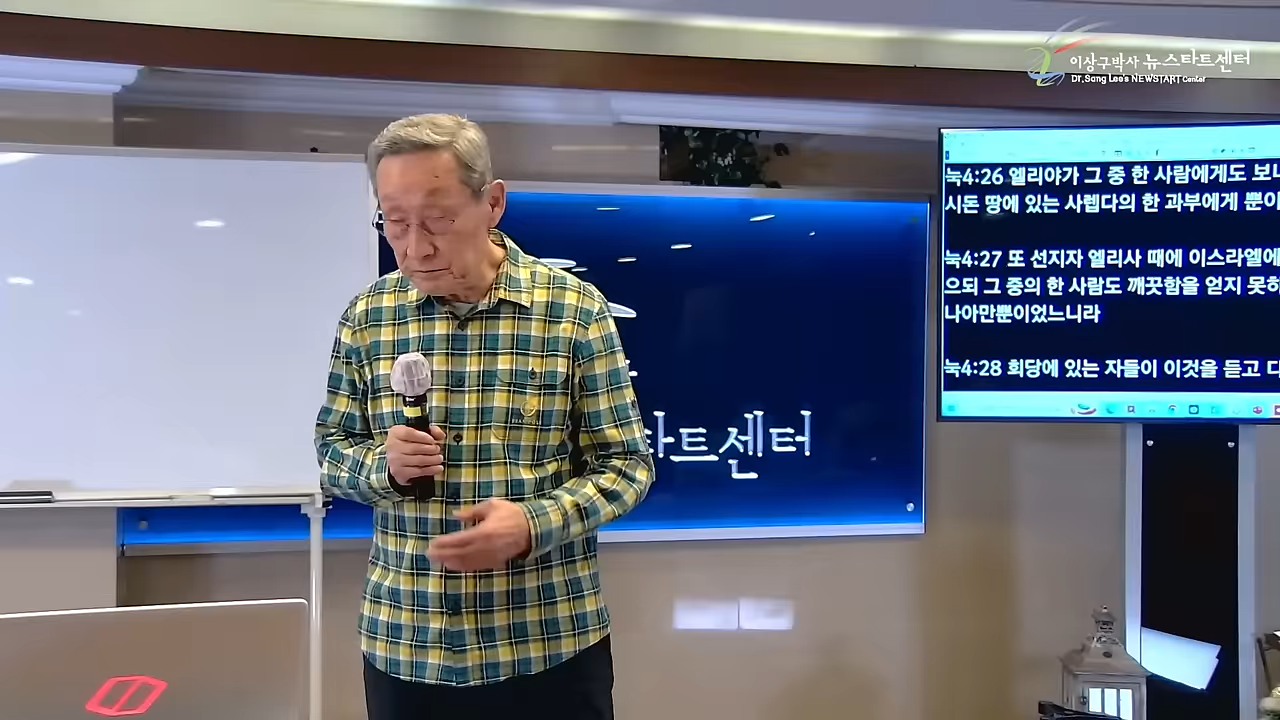 이상구박사 뉴스타트센터
Dr.Sang Lee's NEWSTART Center
눅4:26 엘리야가 그 중 한 사람에게도 보내
시돈 땅에 있는 사렙다의 한 과부에게 뿐이
눅4:27 또 선지자 엘리사 때에 이스라엘에
으되 그 중의 한 사람도 깨끗함을 얻지 못하
나아만뿐이었느니라
눅4:28 회당에 있는 자들이 이것을 듣고 다
타트센터